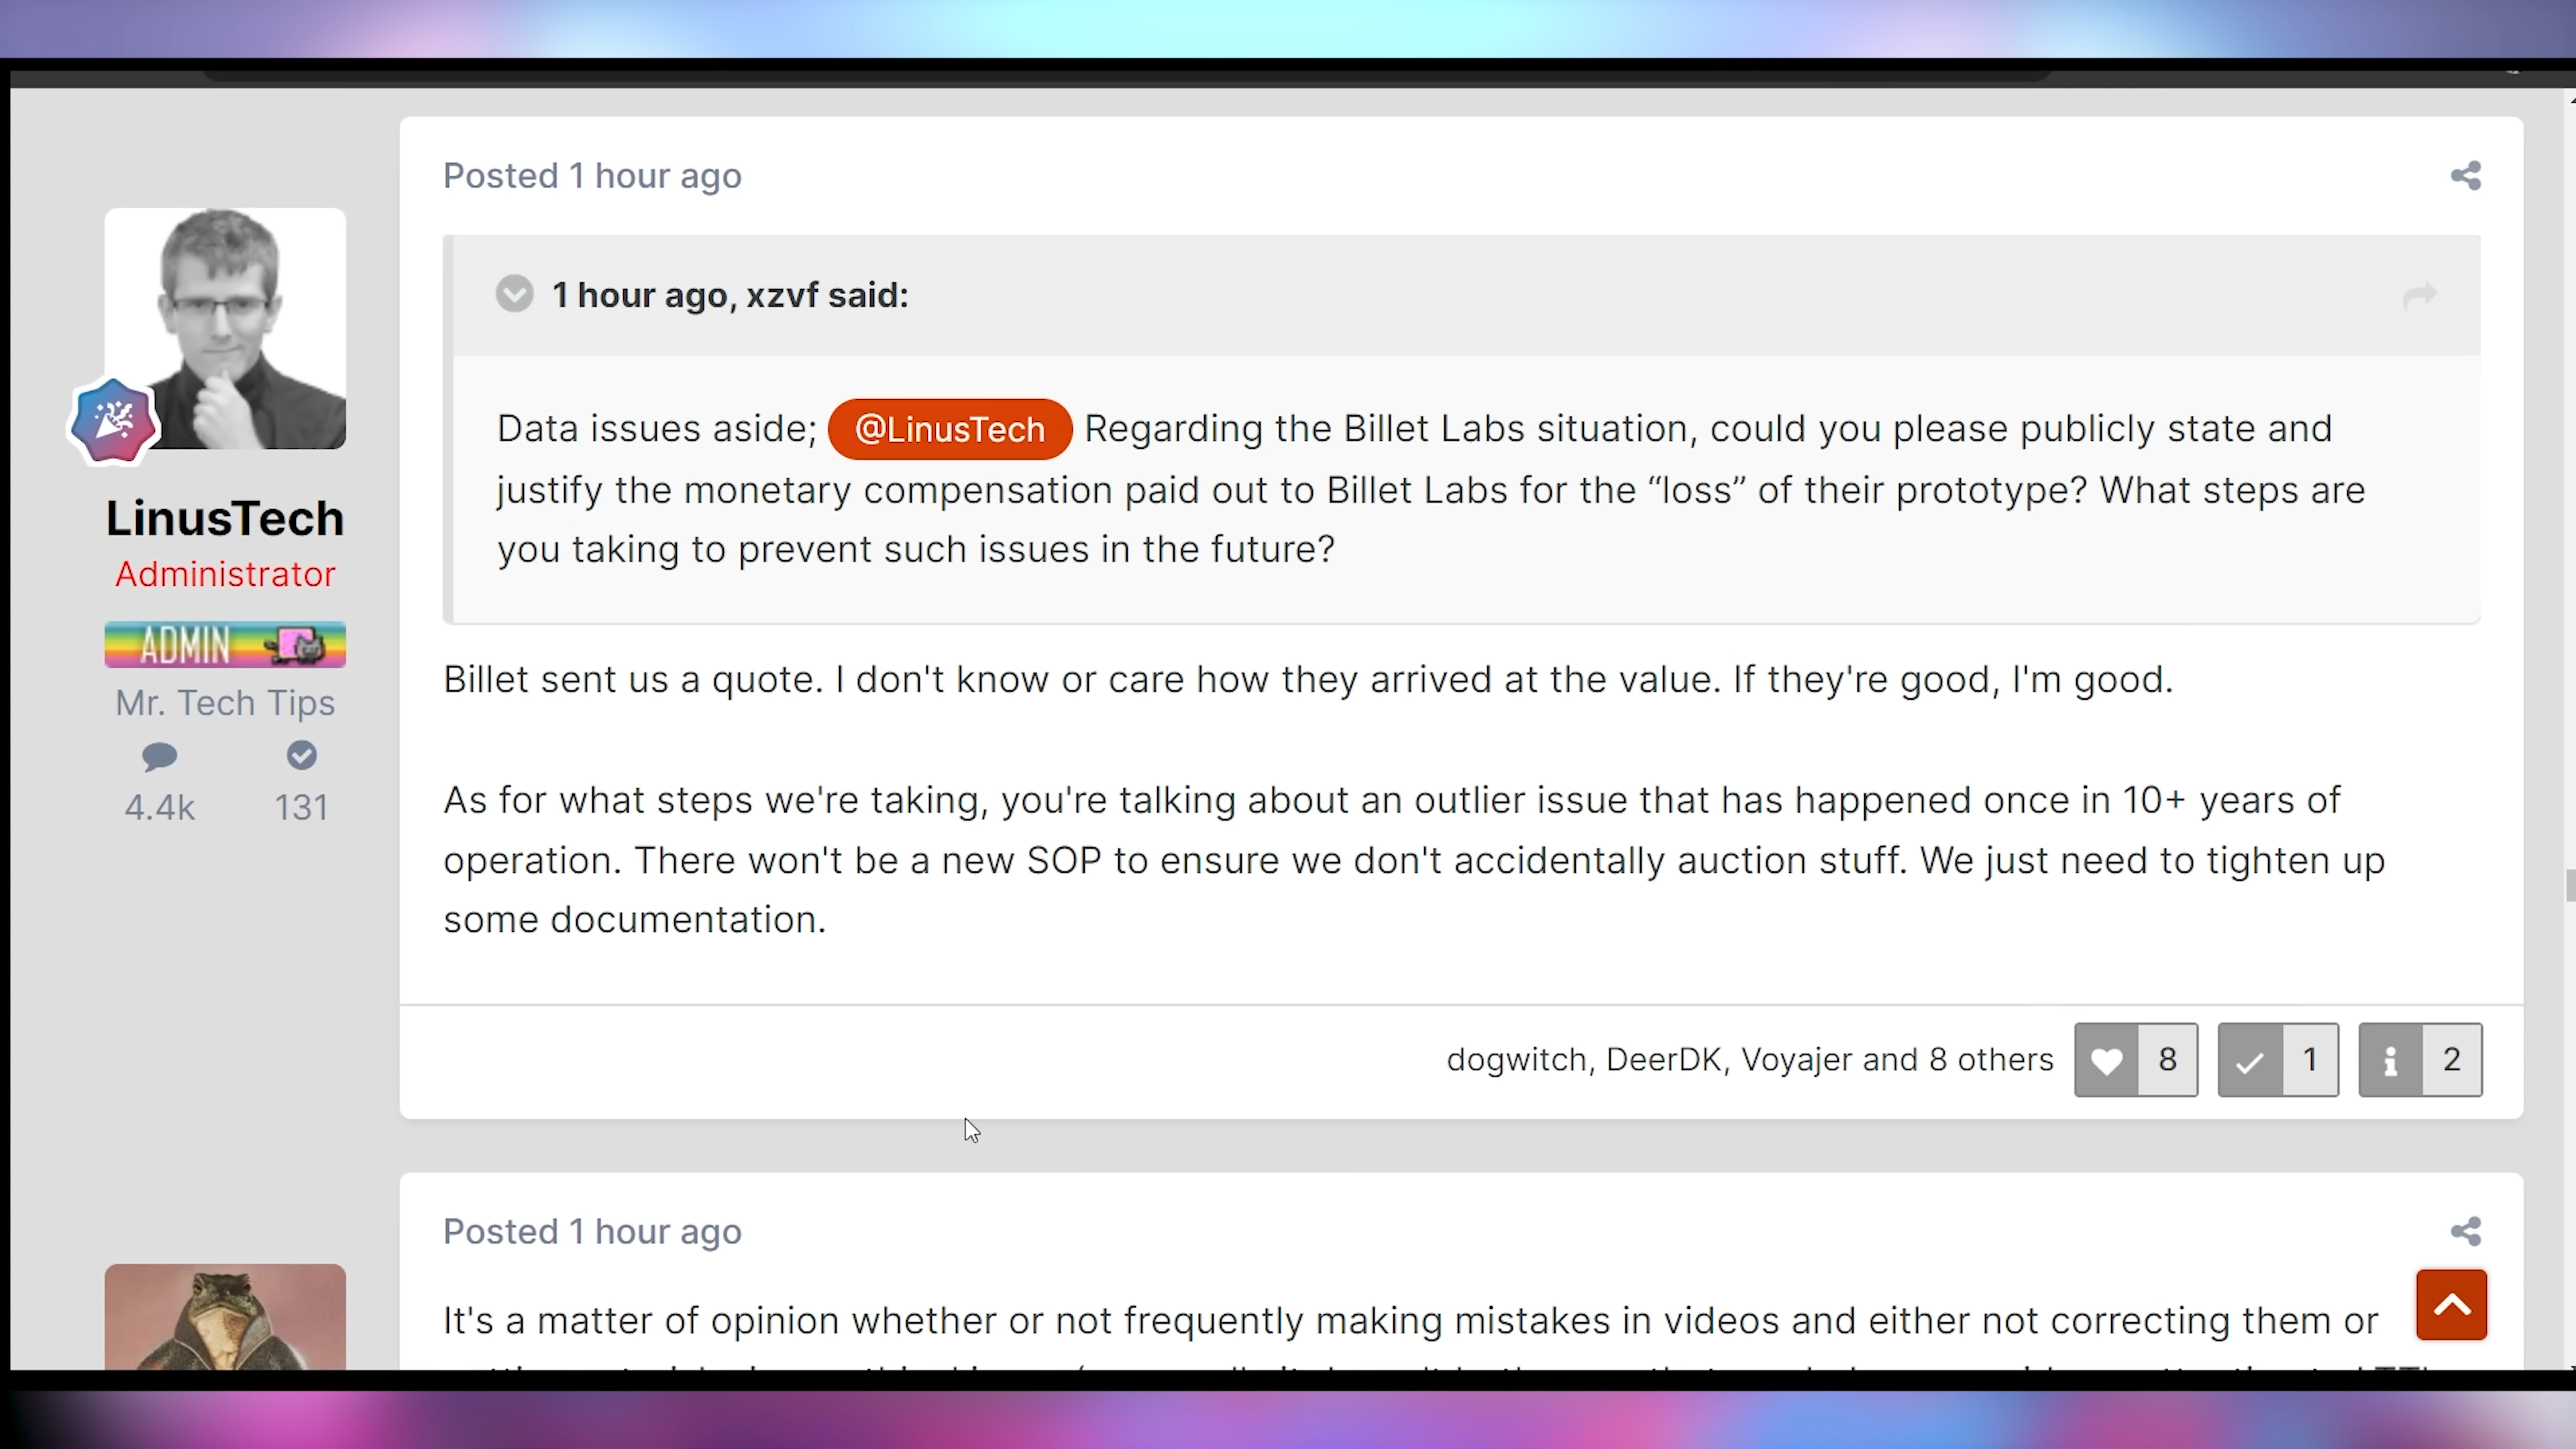 Posted 1 hour ago
1 hour ago, xzvf said:
Data issues aside; @LinusTech Regarding the Billet Labs situation, could you please publicly state and
justify the monetary compensation paid out to Billet Labs for the “loss” of their prototype? What steps are
you taking to prevent such issues in the future?
LinusTech
Administrator
ADMIN
Mr. Tech Tips
4.4k 131
Billet sent us a quote. I don't know or care how they arrived at the value. If they're good, I'm good.
As for what steps we're taking, you're talking about an outlier issue that has happened once in 10+ years of
operation. There won't be a new SOP to ensure we don't accidentally auction stuff. We just need to tighten up
some documentation.
dogwitch, DeerDK, Voyajer and 8 others 8 1 2
Posted 1 hour ago
It's a matter of opinion whether or not frequently making mistakes in videos and either not correcting them or